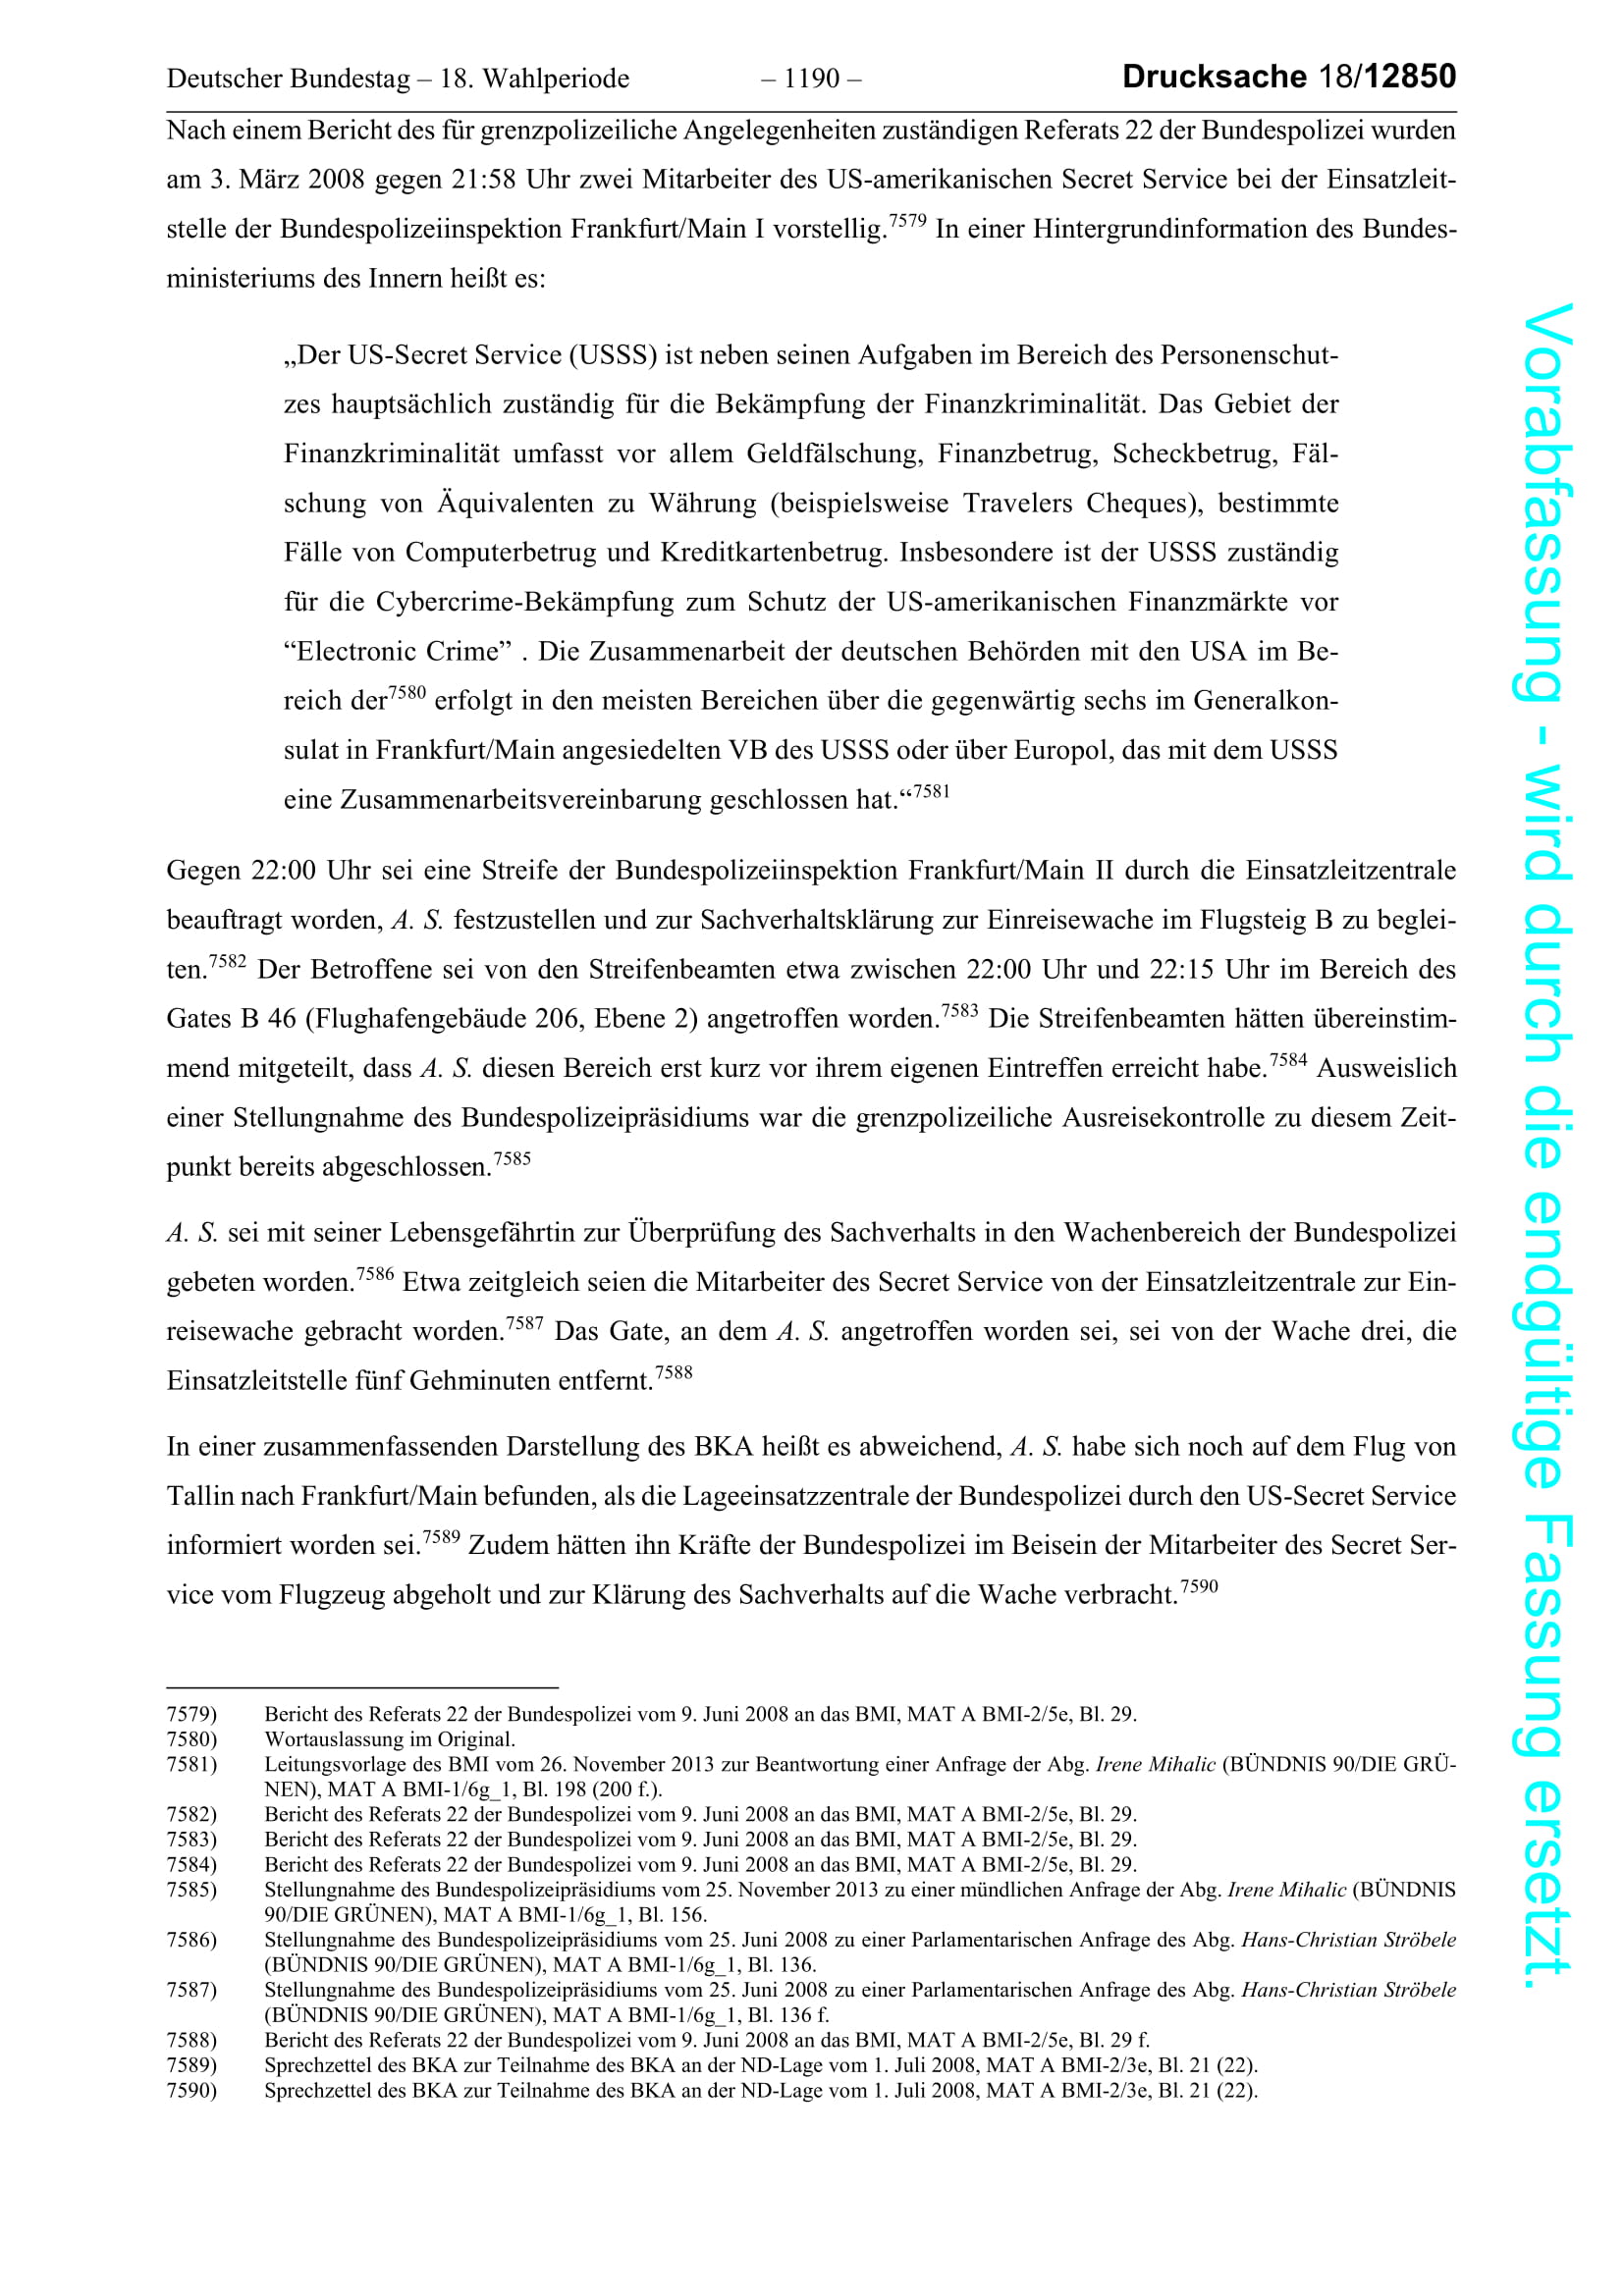 Deutscher Bundestag – 18. Wahlperiode – 1190 – Drucksache 18/12850
Nach einem Bericht des für grenzpolizeiliche Angelegenheiten zuständigen Referats 22 der Bundespolizei wurden
am 3. März 2008 gegen 21:58 Uhr zwei Mitarbeiter des US-amerikanischen Secret Service bei der Einsatzleit-
stelle der Bundespolizeiinspektion Frankfurt/Main I vorstellig.7579 In einer Hintergrundinformation des Bundes-
ministeriums des Innern heißt es:
„Der US-Secret Service (USSS) ist neben seinen Aufgaben im Bereich des Personenschut-
zes hauptsächlich zuständig für die Bekämpfung der Finanzkriminalität. Das Gebiet der
Finanzkriminalität umfasst vor allem Geldfälschung, Finanzbetrug, Scheckbetrug, Fäl-
schung von Äquivalenten zu Währung (beispielsweise Travelers Cheques), bestimmte
Fälle von Computerbetrug und Kreditkartenbetrug. Insbesondere ist der USSS zuständig
für die Cybercrime-Bekämpfung zum Schutz der US-amerikanischen Finanzmärkte vor
“Electronic Crime” . Die Zusammenarbeit der deutschen Behörden mit den USA im Be-
reich der7580 erfolgt in den meisten Bereichen über die gegenwärtig sechs im Generalkon-
sulat in Frankfurt/Main angesiedelten VB des USSS oder über Europol, das mit dem USSS
eine Zusammenarbeitsvereinbarung geschlossen hat.“7581
Gegen 22:00 Uhr sei eine Streife der Bundespolizeiinspektion Frankfurt/Main II durch die Einsatzleitzentrale
beauftragt worden, A. S. festzustellen und zur Sachverhaltsklärung zur Einreisewache im Flugsteig B zu beglei-
ten.7582 Der Betroffene sei von den Streifenbeamten etwa zwischen 22:00 Uhr und 22:15 Uhr im Bereich des
Gates B 46 (Flughafengebäude 206, Ebene 2) angetroffen worden.7583 Die Streifenbeamten hätten übereinstim-
mend mitgeteilt, dass A. S. diesen Bereich erst kurz vor ihrem eigenen Eintreffen erreicht habe.7584 Ausweislich
einer Stellungnahme des Bundespolizeipräsidiums war die grenzpolizeiliche Ausreisekontrolle zu diesem Zeit-
punkt bereits abgeschlossen.7585
A. S. sei mit seiner Lebensgefährtin zur Überprüfung des Sachverhalts in den Wachenbereich der Bundespolizei
gebeten worden.7586 Etwa zeitgleich seien die Mitarbeiter des Secret Service von der Einsatzleitzentrale zur Ein-
reisewache gebracht worden.7587 Das Gate, an dem A. S. angetroffen worden sei, sei von der Wache drei, die
Einsatzleitstelle fünf Gehminuten entfernt.7588
In einer zusammenfassenden Darstellung des BKA heißt es abweichend, A. S. habe sich noch auf dem Flug von
Tallin nach Frankfurt/Main befunden, als die Lageeinsatzzentrale der Bundespolizei durch den US-Secret Service
informiert worden sei.7589 Zudem hätten ihn Kräfte der Bundespolizei im Beisein der Mitarbeiter des Secret Ser-
vice vom Flugzeug abgeholt und zur Klärung des Sachverhalts auf die Wache verbracht.7590
7579) Bericht des Referats 22 der Bundespolizei vom 9. Juni 2008 an das BMI, MAT A BMI-2/5e, Bl. 29.
7580) Wortauslassung im Original.
7581) Leitungsvorlage des BMI vom 26. November 2013 zur Beantwortung einer Anfrage der Abg. Irene Mihalic (BÜNDNIS 90/DIE GRÜ-
NEN), MAT A BMI-1/6g_1, Bl. 198 (200 f.).
7582) Bericht des Referats 22 der Bundespolizei vom 9. Juni 2008 an das BMI, MAT A BMI-2/5e, Bl. 29.
7583) Bericht des Referats 22 der Bundespolizei vom 9. Juni 2008 an das BMI, MAT A BMI-2/5e, Bl. 29.
7584) Bericht des Referats 22 der Bundespolizei vom 9. Juni 2008 an das BMI, MAT A BMI-2/5e, Bl. 29.
7585) Stellungnahme des Bundespolizeipräsidiums vom 25. November 2013 zu einer mündlichen Anfrage der Abg. Irene Mihalic (BÜNDNIS
90/DIE GRÜNEN), MAT A BMI-1/6g_1, Bl. 156.
7586) Stellungnahme des Bundespolizeipräsidiums vom 25. Juni 2008 zu einer Parlamentarischen Anfrage des Abg. Hans-Christian Ströbele
(BÜNDNIS 90/DIE GRÜNEN), MAT A BMI-1/6g_1, Bl. 136.
7587) Stellungnahme des Bundespolizeipräsidiums vom 25. Juni 2008 zu einer Parlamentarischen Anfrage des Abg. Hans-Christian Ströbele
(BÜNDNIS 90/DIE GRÜNEN), MAT A BMI-1/6g_1, Bl. 136 f.
7588) Bericht des Referats 22 der Bundespolizei vom 9. Juni 2008 an das BMI, MAT A BMI-2/5e, Bl. 29 f.
7589) Sprechzettel des BKA zur Teilnahme des BKA an der ND-Lage vom 1. Juli 2008, MAT A BMI-2/3e, Bl. 21 (22).
7590) Sprechzettel des BKA zur Teilnahme des BKA an der ND-Lage vom 1. Juli 2008, MAT A BMI-2/3e, Bl. 21 (22).
Vorabfassung - wird durch die endgültige Fassung ersetzt.